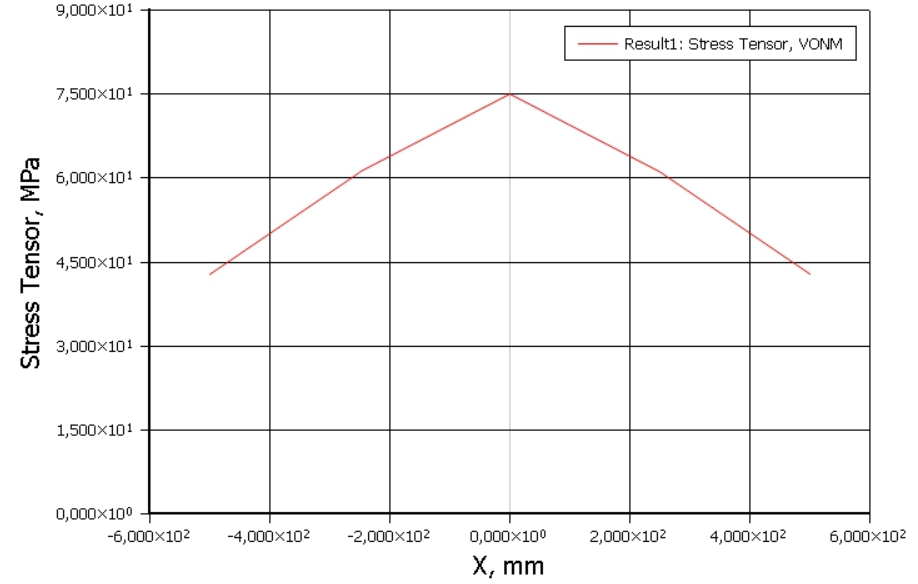 9,000×10¹
Result1: Stress Tensor, VONM
7,500×10¹
6,000×10¹
4,500×10¹
3,000×10¹
1,500×10¹
0,000×10⁰
Stress Tensor, MPa
-6,000×10² -4,000×10² -2,000×10² 0,000×10⁰ 2,000×10² 4,000×10² 6,000×10²
X, mm